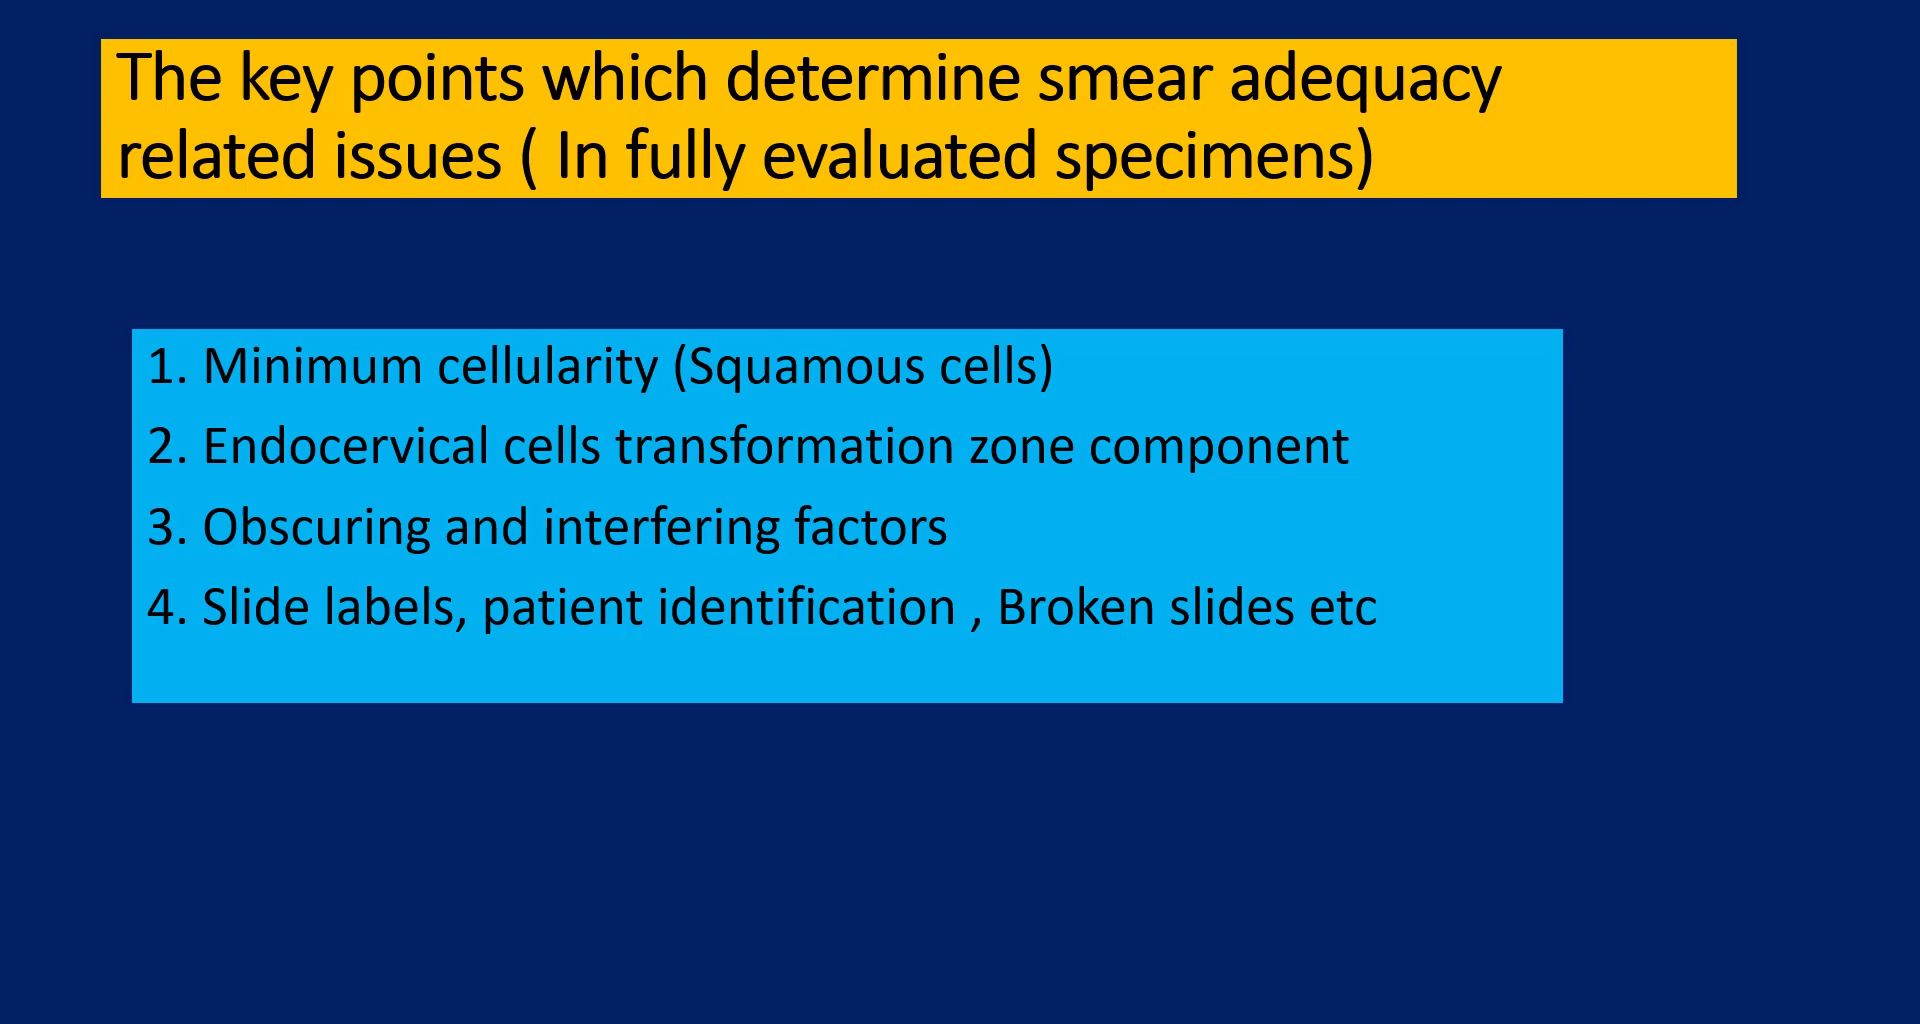 The key points which determine smear adequacy
related issues ( In fully evaluated specimens)
1. Minimum cellularity (Squamous cells)
2. Endocervical cells transformation zone component
3. Obscuring and interfering factors
4. Slide labels, patient identification , Broken slides etc